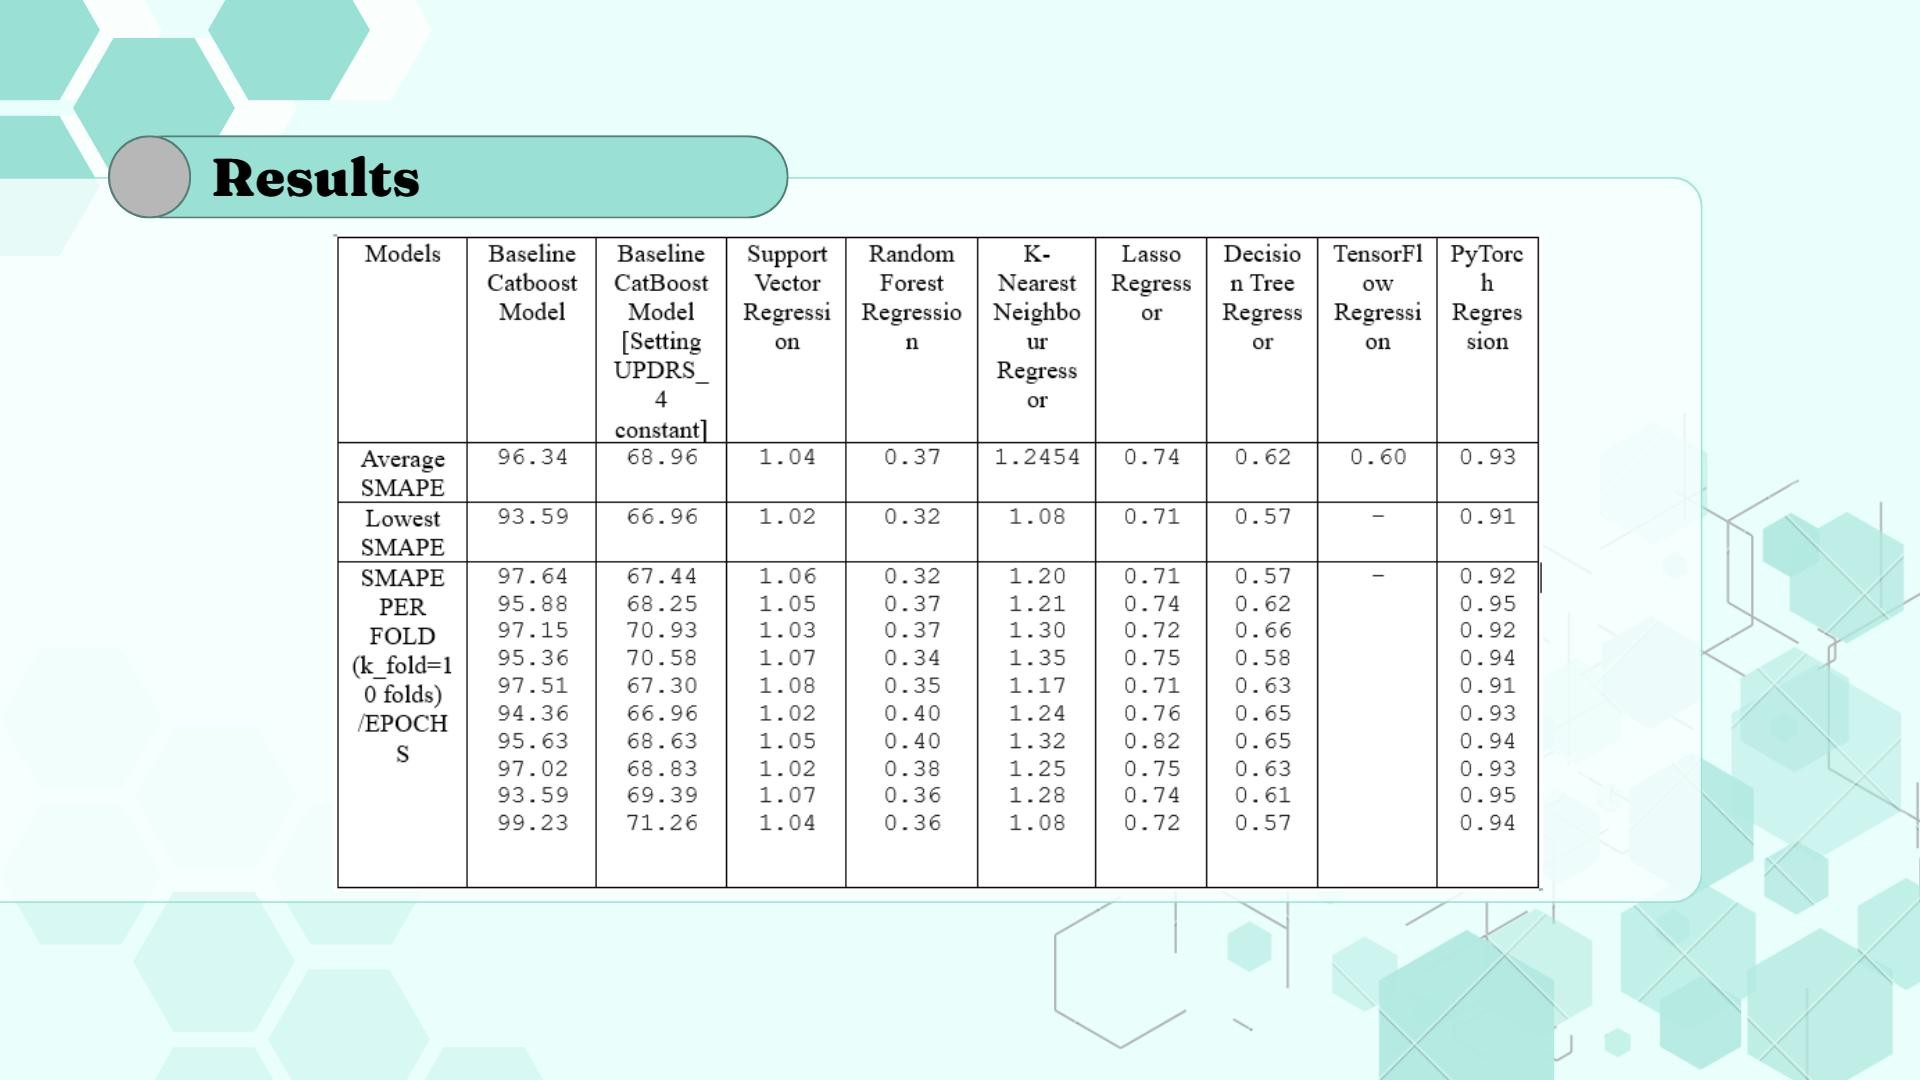 Results
Models
Baseline
Catboost
Model
Baseline
CatBoost
Model
[Setting
UPDRS_
4
constant]
Support
Vector
Regressi
on
Random
Forest
Regressio
n
K-
Nearest
Neighbo
ur
Regress
or
Lasso
Regress
or
Decisio
n Tree
Regress
or
TensorFl
ow
Regressi
on
PyTorc
h
Regres
sion
Average
SMAPE
96.34
68.96
1.04
0.37
1.2454
0.74
0.62
0.60
0.93
Lowest
SMAPE
93.59
66.96
1.02
0.32
1.08
0.71
0.57
–
0.91
SMAPE
PER
FOLD
(k_fold=1
0 folds)
/EPOCH
S
97.64
95.88
97.15
95.36
97.51
94.36
95.63
97.02
93.59
99.23
67.44
68.25
70.93
70.58
67.30
66.96
68.63
68.83
69.39
71.26
1.06
1.05
1.03
1.07
1.08
1.02
1.05
1.02
1.07
1.04
0.32
0.37
0.37
0.34
0.35
0.40
0.40
0.38
0.36
0.36
1.20
1.21
1.30
1.35
1.17
1.24
1.32
1.25
1.28
1.08
0.71
0.74
0.72
0.75
0.71
0.76
0.82
0.75
0.74
0.72
0.57
0.62
0.66
0.58
0.63
0.65
0.65
0.63
0.61
0.57
–
0.92
0.95
0.92
0.94
0.91
0.93
0.94
0.93
0.95
0.94